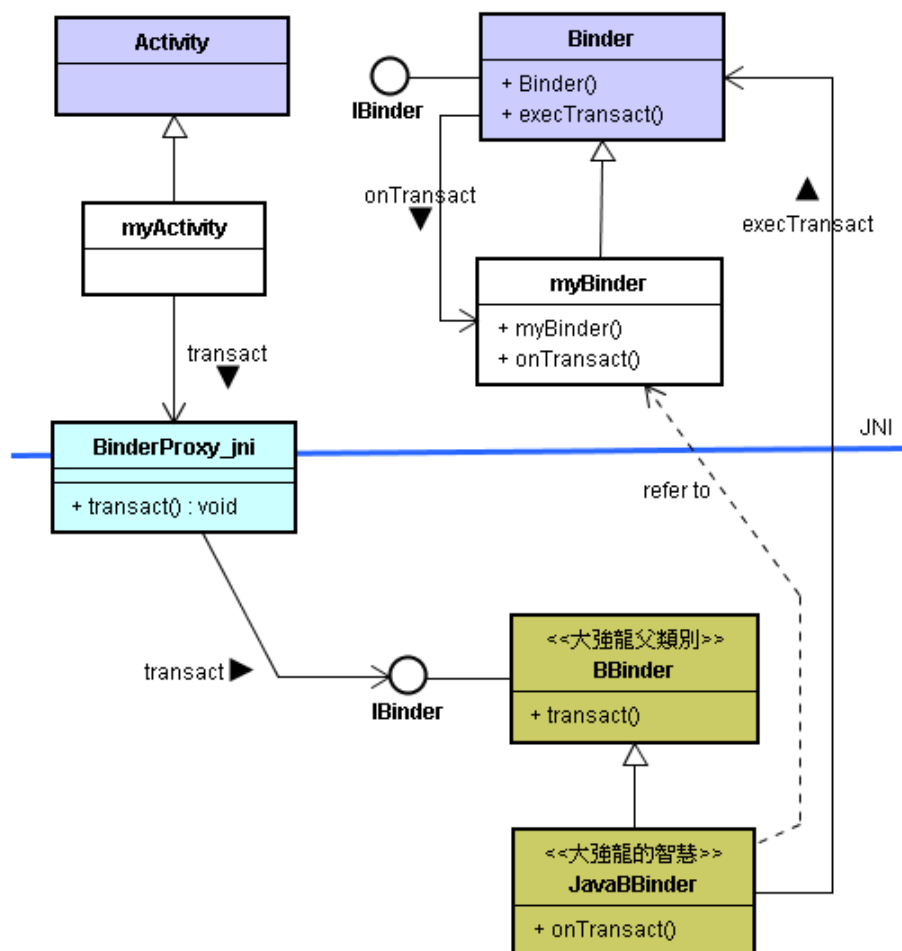 Activity
Binder
+ Binder()
+ execTransact()
IBinder
onTransact
execTransact
myActivity
myBinder
+ myBinder()
+ onTransact()
transact
JNI
BinderProxy_jni
+ transact() : void
refer to
<<大強龍父類別>>
BBinder
+ transact()
transact
IBinder
<<大強龍的智慧>>
JavaBBinder
+ onTransact()